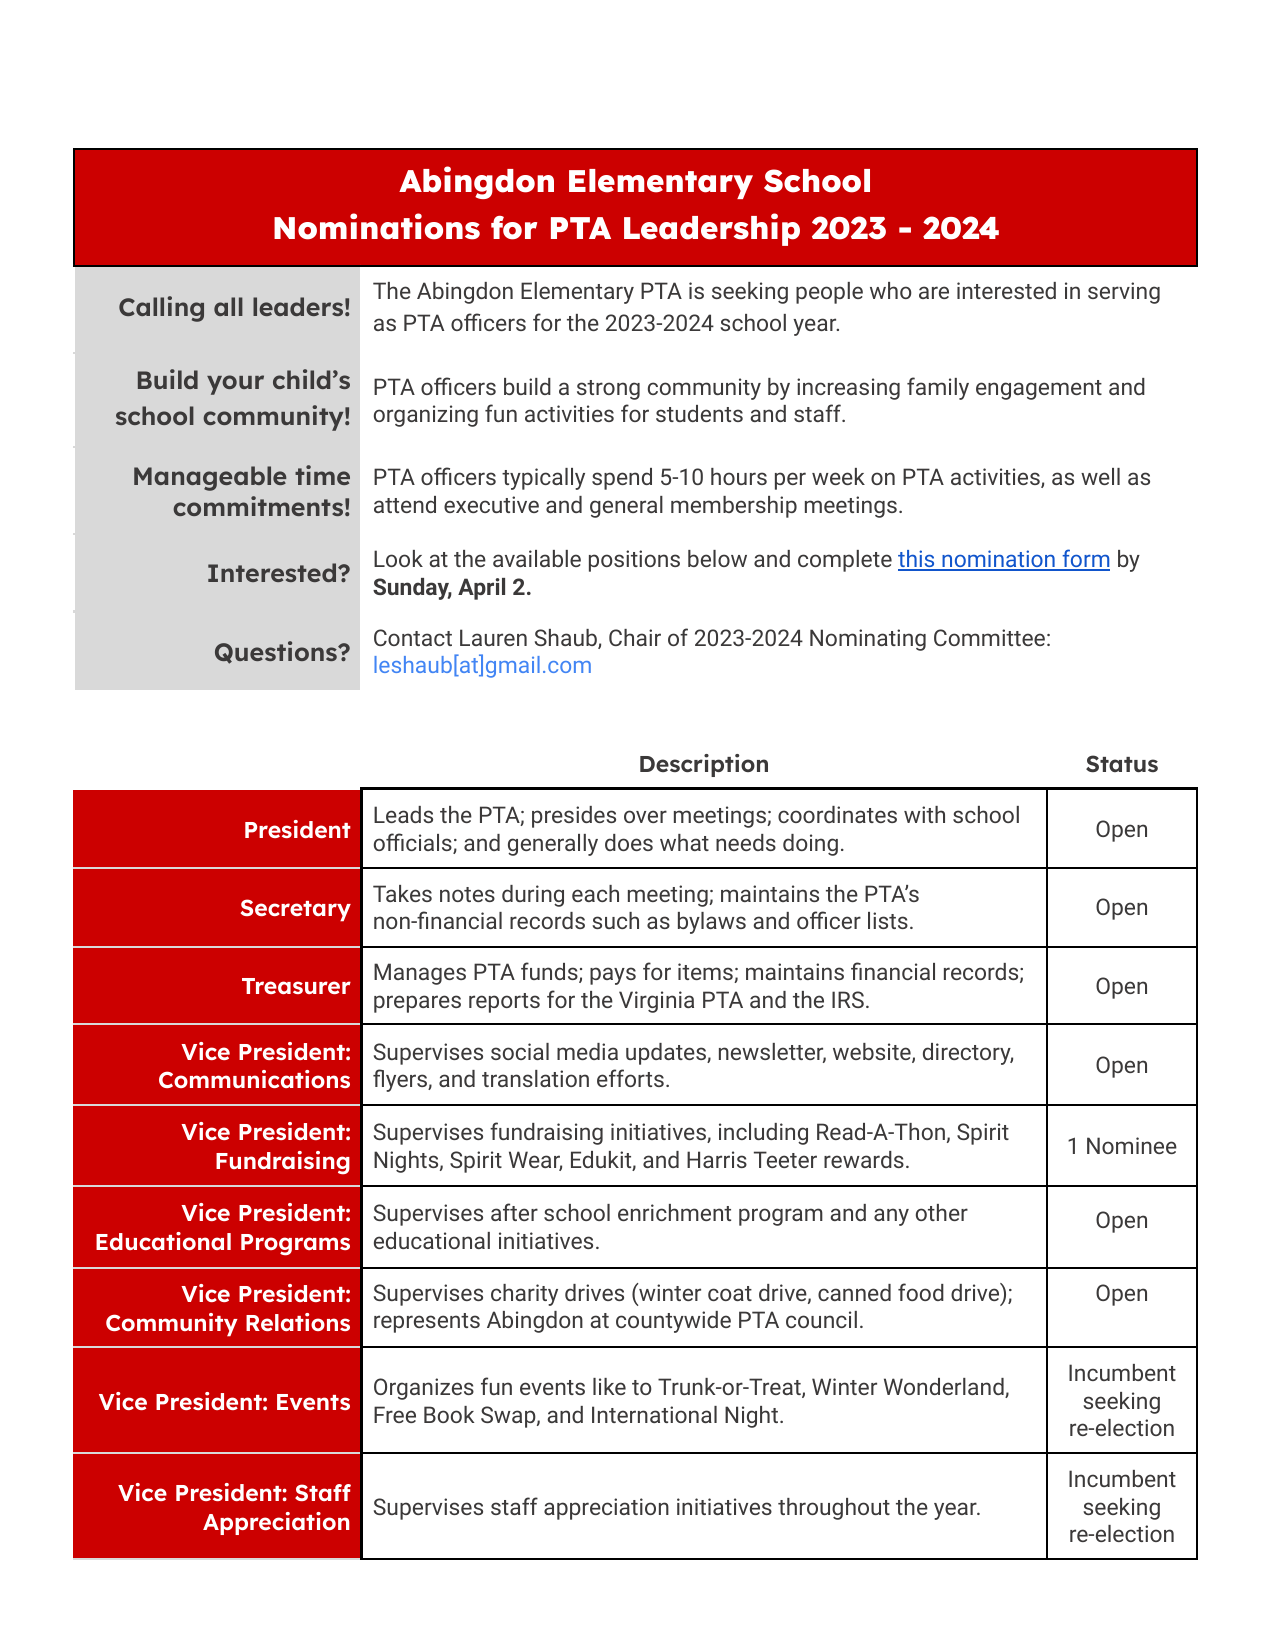 Abingdon Elementary School
Nominations for PTA Leadership 2023 - 2024
Calling all leaders!
The Abingdon Elementary PTA is seeking people who are interested in serving
as PTA officers for the 2023-2024 school year.
Build your child’s
school community!
PTA officers build a strong community by increasing family engagement and
organizing fun activities for students and staff.
Manageable time
commitments!
PTA officers typically spend 5-10 hours per week on PTA activities, as well as
attend executive and general membership meetings.
Interested?
Look at the available positions below and complete this nomination form by
Sunday, April 2.
Questions?
Contact Lauren Shaub, Chair of 2023-2024 Nominating Committee:
leshaub[at]gmail.com
Description
Status
President
Leads the PTA; presides over meetings; coordinates with school
officials; and generally does what needs doing.
Open
Secretary
Takes notes during each meeting; maintains the PTA’s
non-financial records such as bylaws and officer lists.
Open
Treasurer
Manages PTA funds; pays for items; maintains financial records;
prepares reports for the Virginia PTA and the IRS.
Open
Vice President:
Communications
Supervises social media updates, newsletter, website, directory,
flyers, and translation efforts.
Open
Vice President:
Fundraising
Supervises fundraising initiatives, including Read-A-Thon, Spirit
Nights, Spirit Wear, Edukit, and Harris Teeter rewards.
1 Nominee
Vice President:
Educational Programs
Supervises after school enrichment program and any other
educational initiatives.
Open
Vice President:
Community Relations
Supervises charity drives (winter coat drive, canned food drive);
represents Abingdon at countywide PTA council.
Open
Vice President: Events
Organizes fun events like to Trunk-or-Treat, Winter Wonderland,
Free Book Swap, and International Night.
Incumbent
seeking
re-election
Vice President: Staff
Appreciation
Supervises staff appreciation initiatives throughout the year.
Incumbent
seeking
re-election